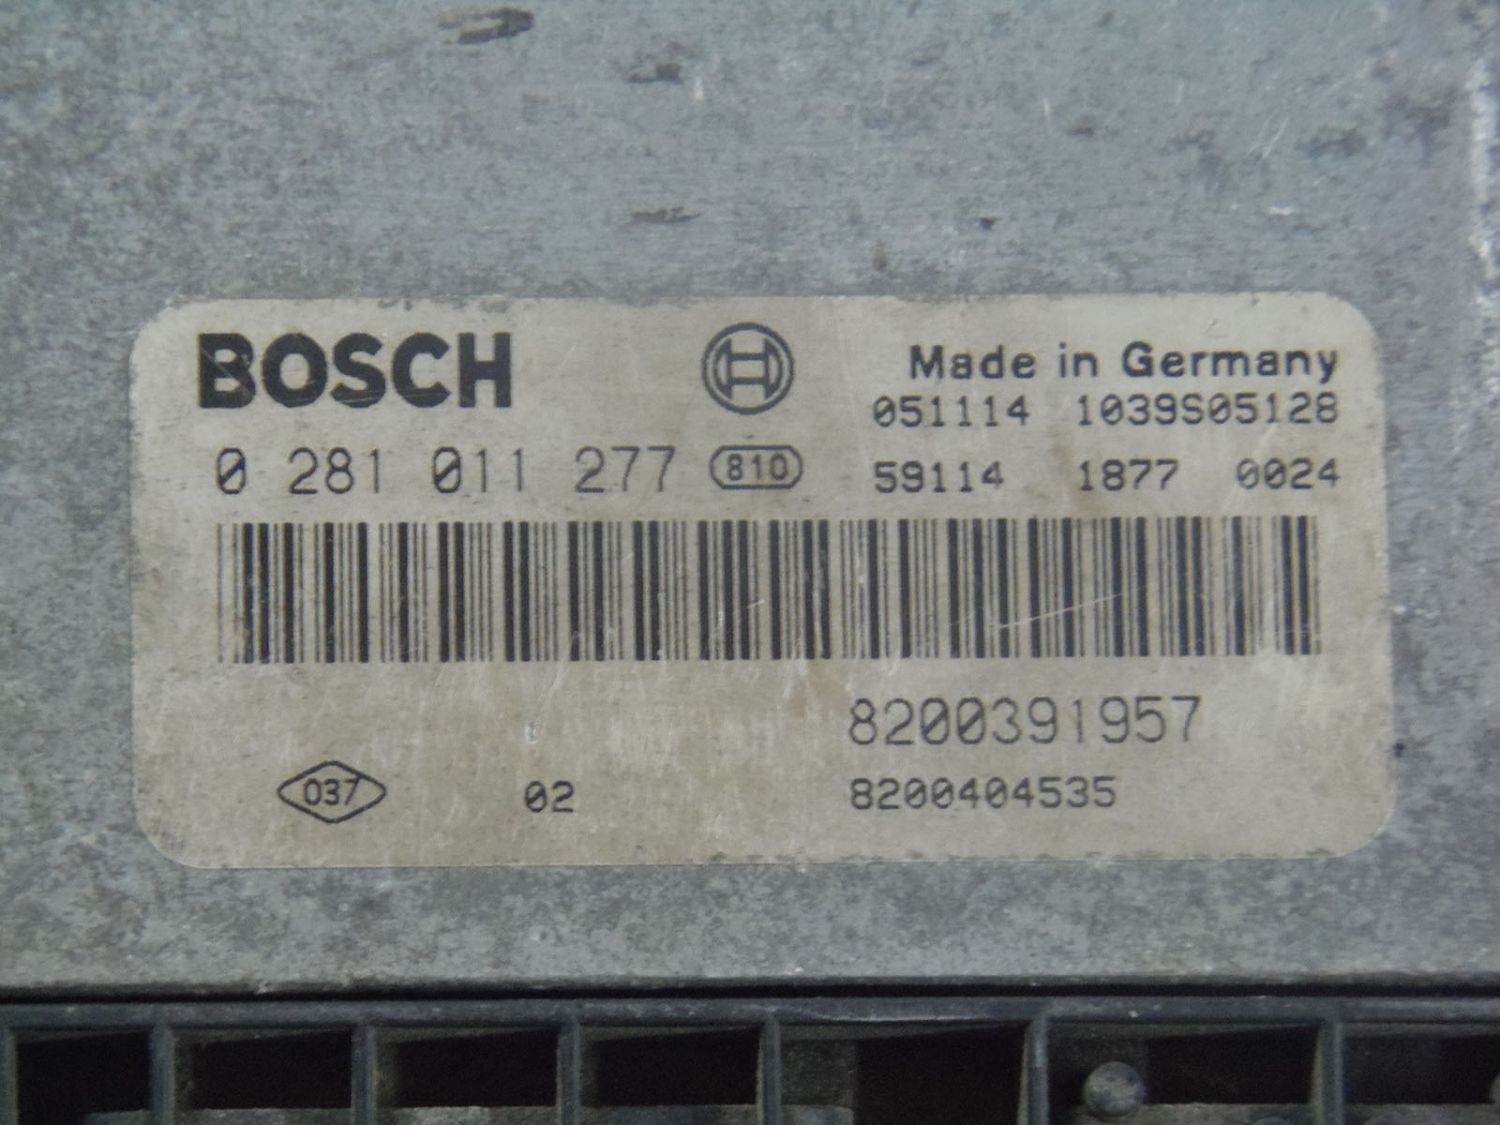 BOSCH
Made in Germany
051114 1039S05128
0 281 011 277 810 59114 1877 0024
8200391957
037 02 8200404535